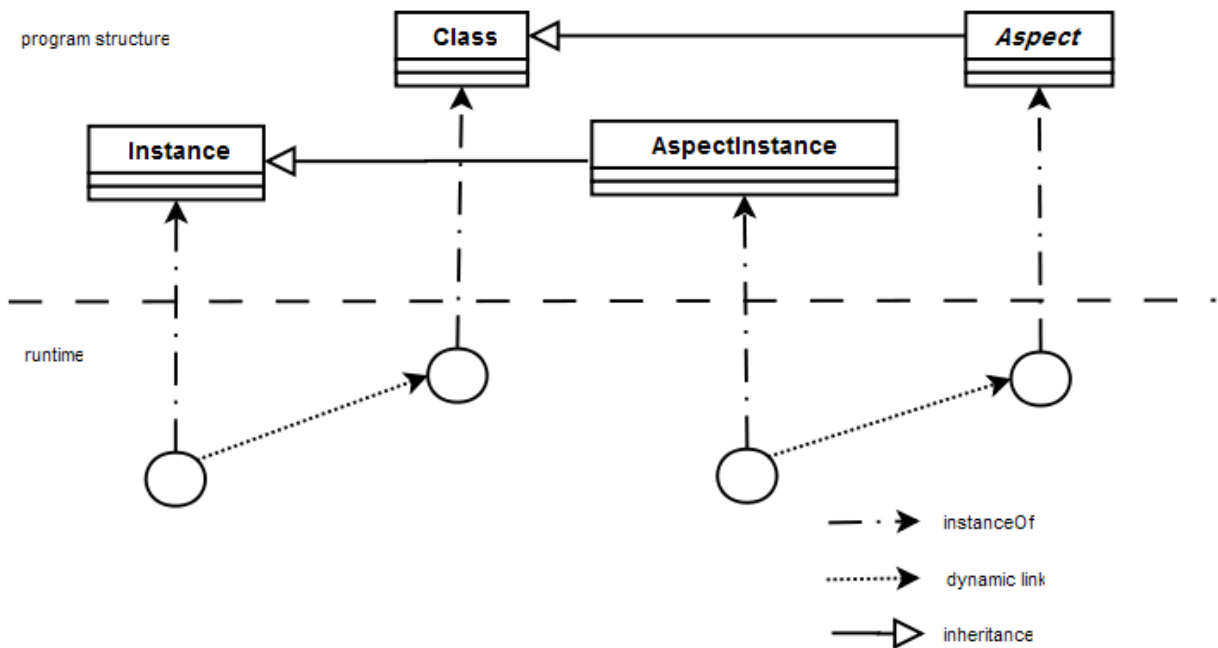 program structure
Class
Aspect
Instance
AspectInstance
runtime
instanceOf
dynamic link
inheritance